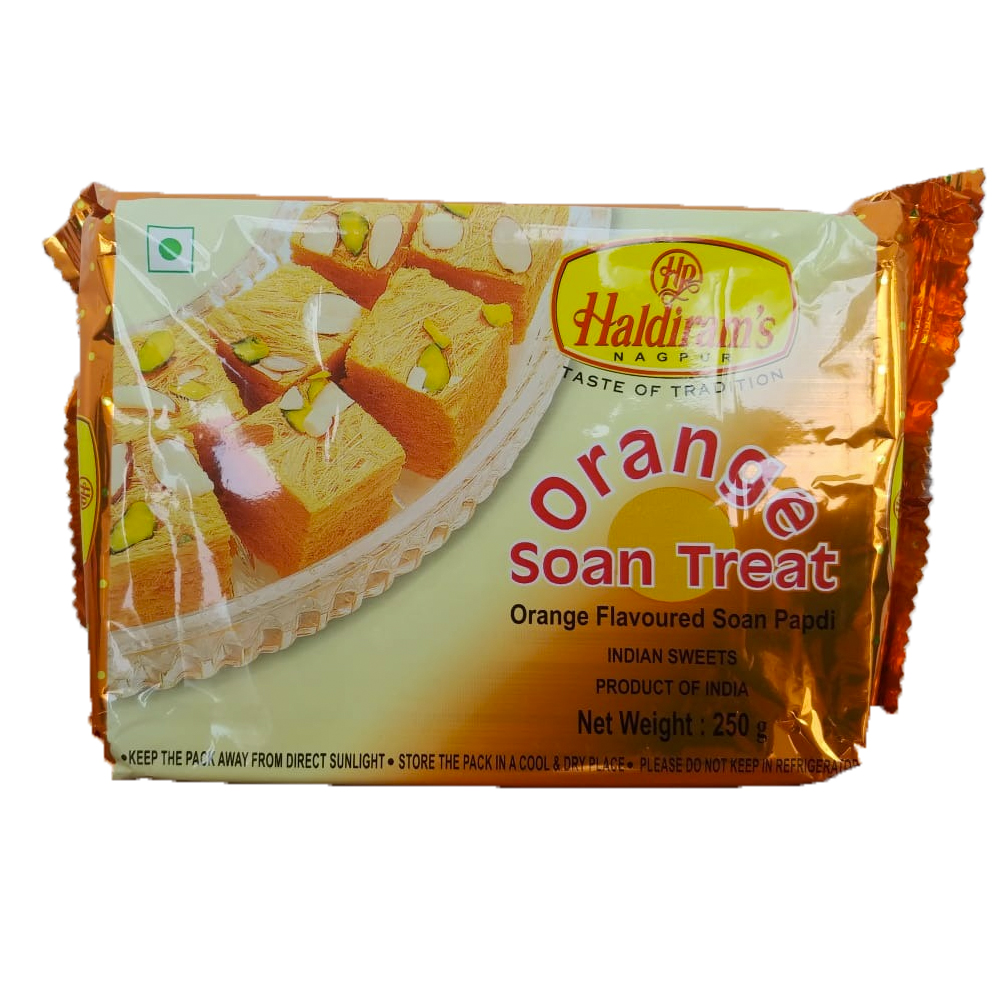 HR
Haldiram's
NAGPUR
TASTE OF TRADITION
Orange
Soan Treat
Orange Flavoured Soan Papdi
INDIAN SWEETS
PRODUCT OF INDIA
Net Weight : 250 g
•KEEP THE PACK AWAY FROM DIRECT SUNLIGHT• STORE THE PACK IN A COOL & DRY PLACE• PLEASE DO NOT KEEP IN REFRIGERATOR